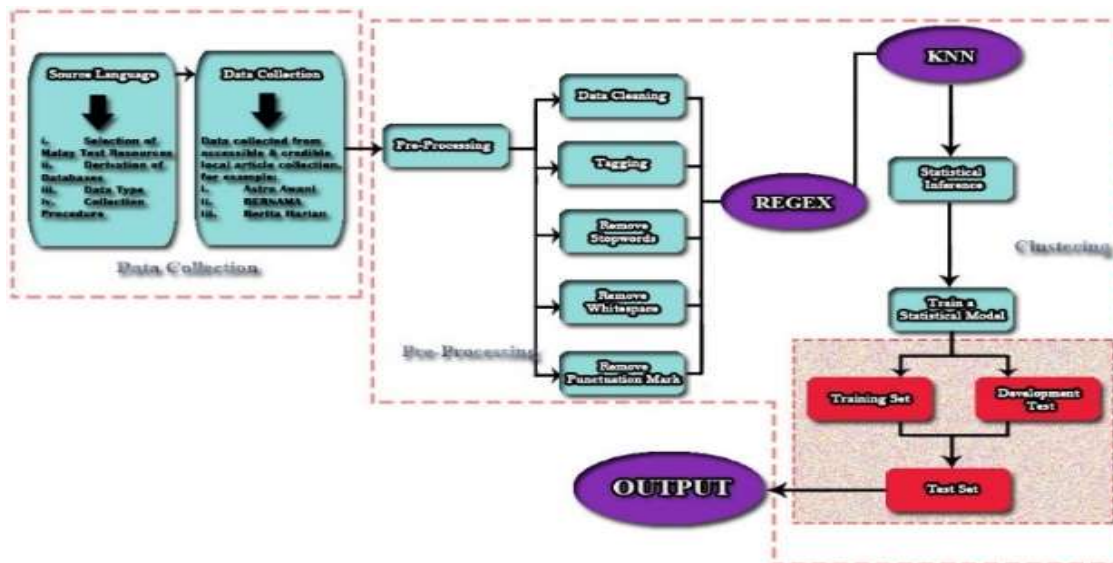 Source Language
i. Selection of
Malay Text Resources
ii. Derivation of
Databases
iii. Data Type
iv. Collection
Procedure
Data Collection
Data collected from
accessible & credible
local article collection,
for example:
i. Astro Awani
ii. BERNAMA
iii. Berita Harian
Data Collection
Pre-Processing
Data Cleaning
Tagging
Remove
Stopwords
Remove
Whitespace
Remove
Punctuation Mark
Pre-Processing
REGEX
KNN
Statistical
Inference
Clustering
Train a
Statistical Model
Training Set
Development
Test
Test Set
OUTPUT